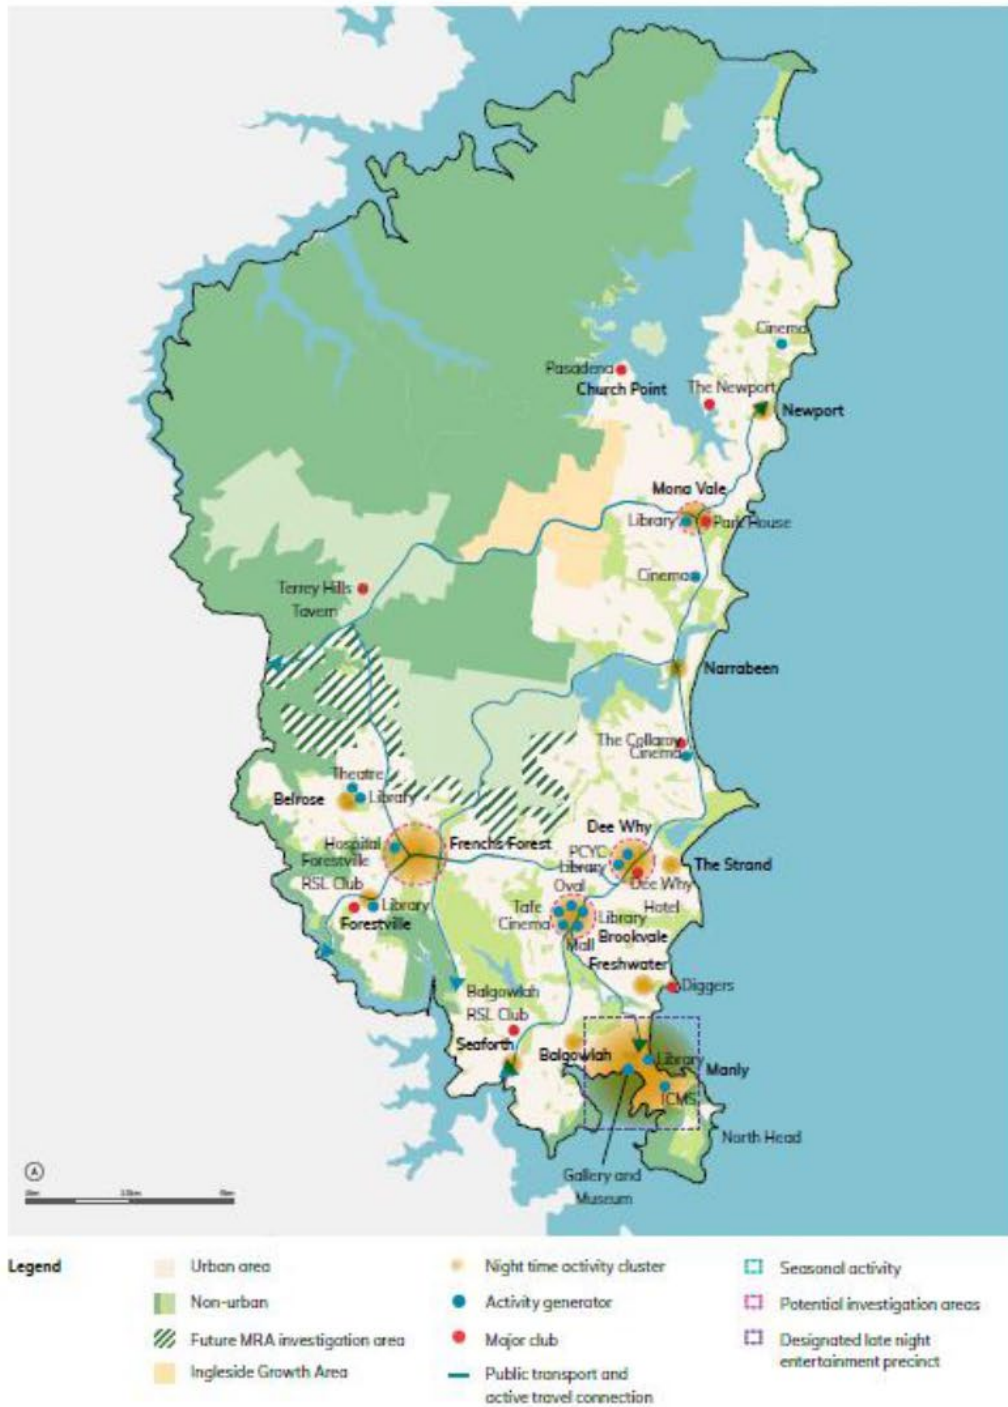 Cinema
Pasadena
Church Point
The Newport
Newport
Mona Vale
Library
Park House
Cinema
Terrey Hills
Tavern
Narrabeen
The Collaroy
Cinema
Theatre
Belrose
Library
Dee Why
Hospital
Frenchs Forest
PCYC
Library
The Strand
Forestville
RSL Club
Oval
Dee Why
Hotel
Library
Forestville
Tafe
Cinema
Library
Brookvale
Mall
Freshwater
Diggers
Balgowlah
RSL Club
Seaforth
Balgowlah
Library
Manly
ICMS
North Head
Gallery and
Museum
Legend
Urban area
Non-urban
Future MRA investigation area
Ingleside Growth Area
Night time activity cluster
Activity generator
Major club
Public transport and
active travel connection
Seasonal activity
Potential investigation areas
Designated late night
entertainment precinct